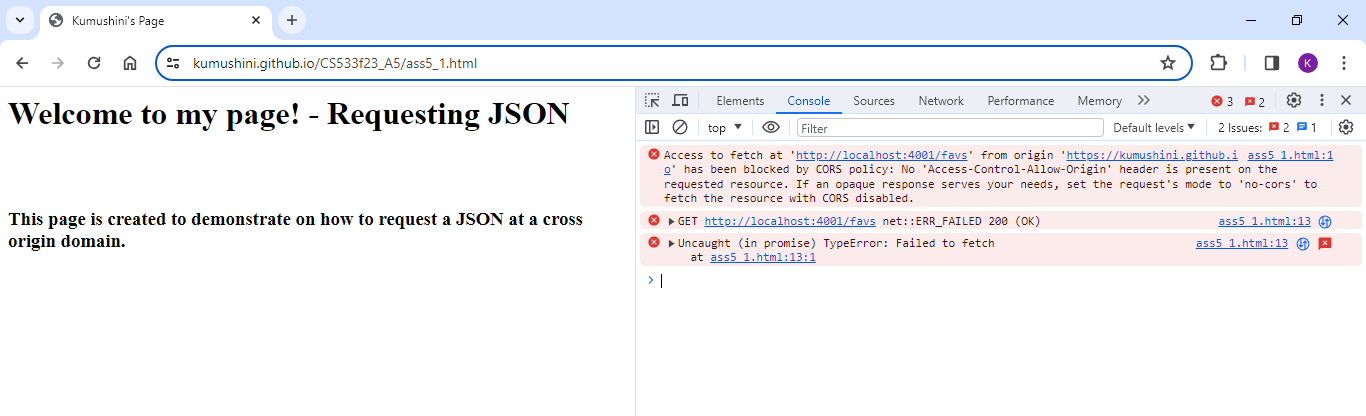 Kumushini's Page
kumushini.github.io/CS533f23_A5/ass5_1.html
K
Welcome to my page! - Requesting JSON
This page is created to demonstrate on how to request a JSON at a cross
origin domain.
Elements Console Sources Network Performance Memory 3 2
top Filter Default levels 2 Issues: 2 1
Access to fetch at 'http://localhost:4001/favs' from origin 'https://kumushini.github.i ass5_1.html:1
o' has been blocked by CORS policy: No 'Access-Control-Allow-Origin' header is present on the
requested resource. If an opaque response serves your needs, set the request's mode to 'no-cors' to
fetch the resource with CORS disabled.
GET http://localhost:4001/favs net::ERR_FAILED 200 (OK) ass5_1.html:13
Uncaught (in promise) TypeError: Failed to fetch ass5_1.html:13
at ass5_1.html:13:1